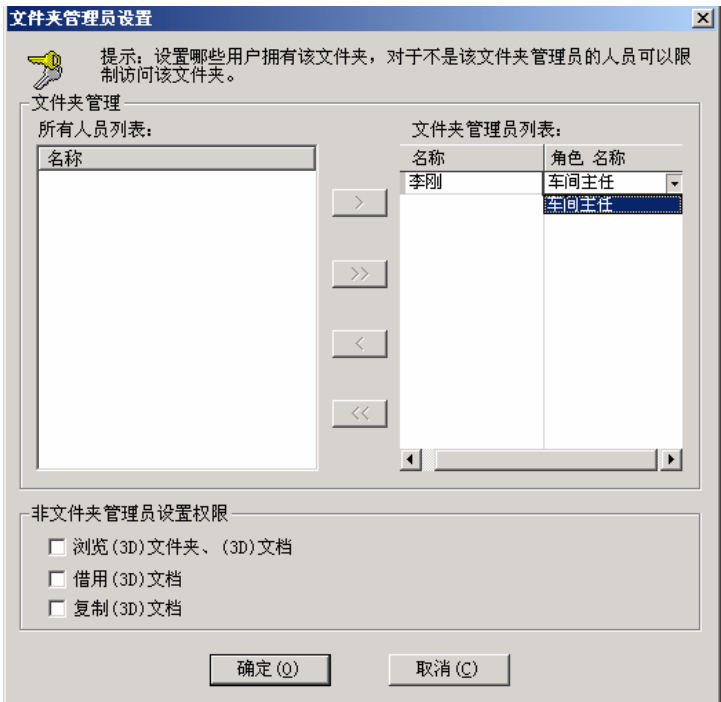 文件夹管理员设置
提示: 设置哪些用户拥有该文件夹, 对于不是该文件夹管理员的人员可以限
制访问该文件夹。
文件夹管理
所有人员列表:
文件夹管理员列表:
名称
名称
角色 名称
李刚
车间主任
车间主任
>
>>
<
<<
非文件夹管理员设置权限
浏览(3D)文件夹、(3D)文档
借用(3D)文档
复制(3D)文档
确定(O)
取消(C)